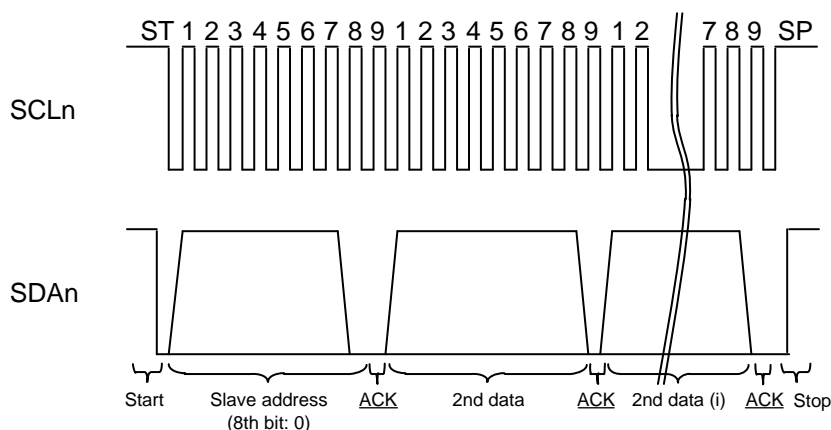 ST 1 2 3 4 5 6 7 8 9 1 2 3 4 5 6 7 8 9 1 2 7 8 9 SP
SCLn
SDAn
Start Slave address ACK 2nd data ACK 2nd data (i) ACK Stop
(8th bit: 0)